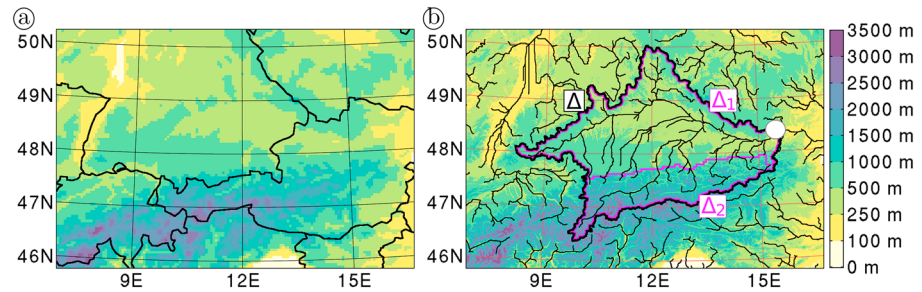 ⓐ
50N
49N
48N
47N
46N
9E 12E 15E
ⓑ
50N
49N
48N
47N
46N
9E 12E 15E
Δ
Δ₁
Δ₂
3500 m
3000 m
2500 m
2000 m
1500 m
1000 m
500 m
250 m
100 m
0 m